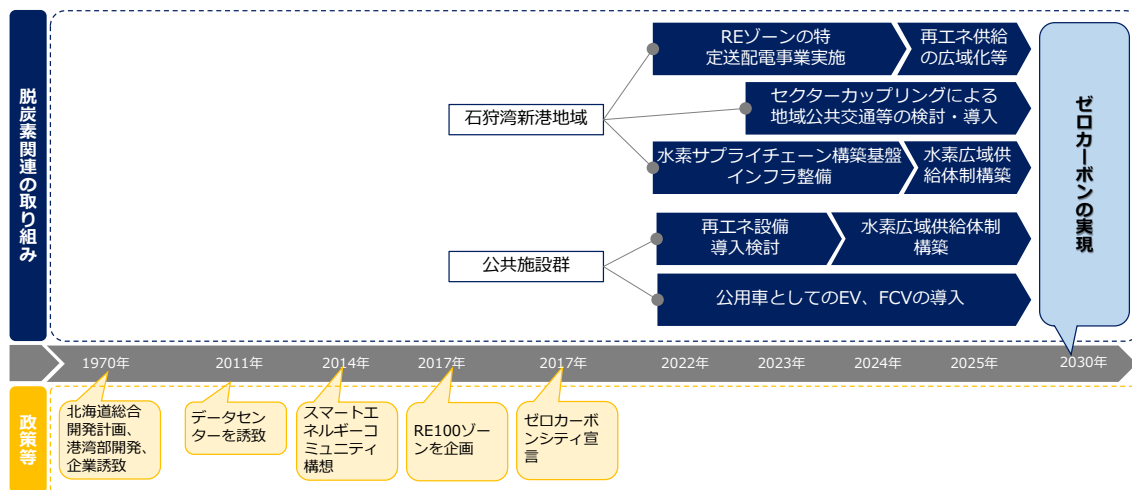 脱炭素関連の取り組み
石狩湾新港地域
REゾーンの特
定送配電事業実施
再エネ供給
の広域化等
セクターカップリングによる
地域公共交通等の検討・導入
水素サプライチェーン構築基盤
インフラ整備
水素広域供
給体制構築
公共施設群
再エネ設備
導入検討
水素広域供給体制
構築
公用車としてのEV、FCVの導入
ゼロカーボンの実現
1970年
2011年
2014年
2017年
2017年
2022年
2023年
2024年
2025年
2030年
政策等
北海道総合
開発計画、
港湾部開発、
企業誘致
データセン
ターを誘致
スマートエ
ネルギーコ
ミュニティ
構想
RE100ゾー
ンを企画
ゼロカーボ
ンシティ宣
言